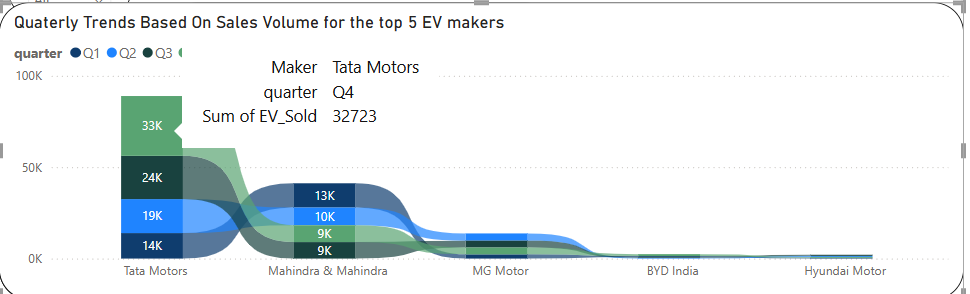 Quaterly Trends Based On Sales Volume for the top 5 EV makers
quarter Q1 Q2 Q3
Maker Tata Motors
quarter Q4
Sum of EV_Sold 32723
100K
50K
0K
33K
24K
19K
14K
13K
10K
9K
9K
Tata Motors Mahindra & Mahindra MG Motor BYD India Hyundai Motor